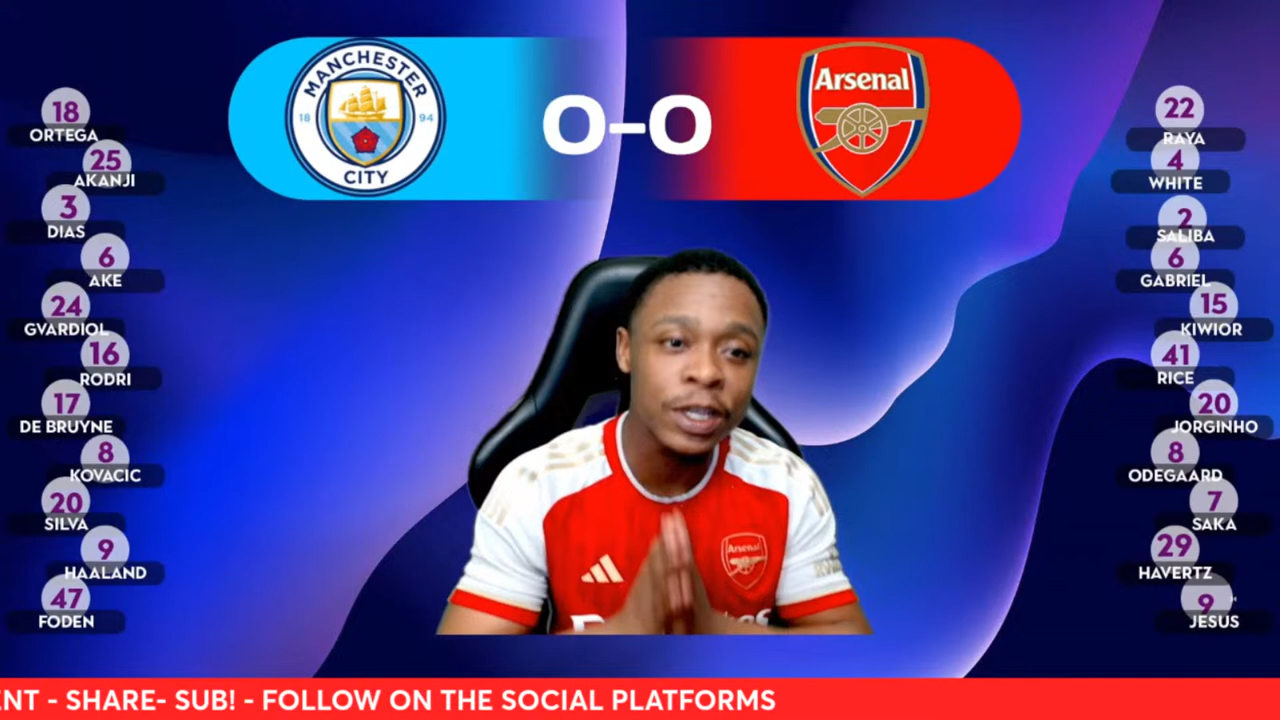 MANCHESTER
18 94
CITY
0-0
Arsenal
18
ORTEGA
25
AKANJI
3
DIAS
6
AKE
24
GVARDIOL
16
RODRI
17
DE BRUYNE
8
KOVACIC
20
SILVA
9
HAALAND
47
FODEN
22
RAYA
4
WHITE
2
SALIBA
6
GABRIEL
15
KIWIOR
41
RICE
20
JORGINHO
8
ODEGAARD
7
SAKA
29
HAVERTZ
9
JESUS
Arsenal
ENT - SHARE- SUB! - FOLLOW ON THE SOCIAL PLATFORMS